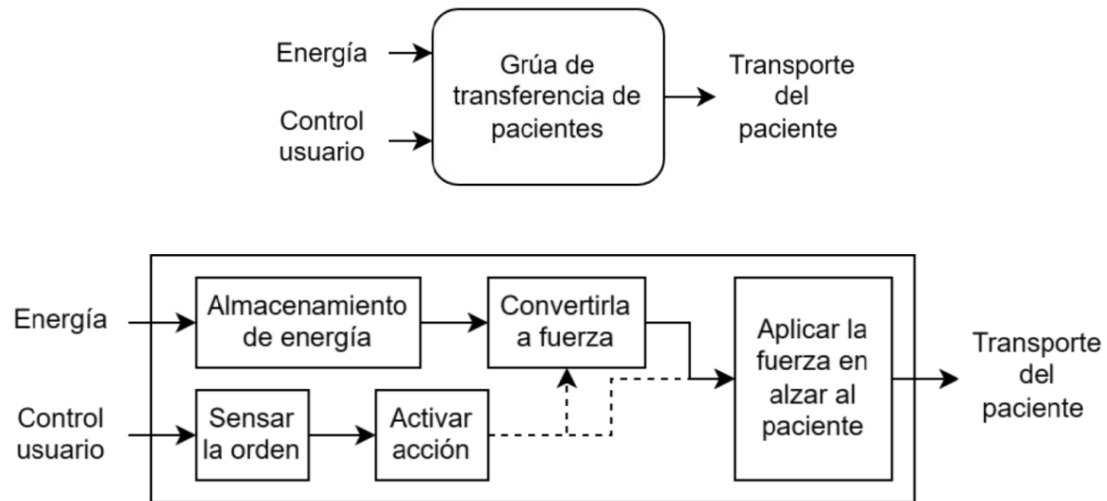 Energía
Control
usuario
Grúa de
transferencia de
pacientes
Transporte
del
paciente
Energía
Almacenamiento
de energía
Convertirla
a fuerza
Control
usuario
Sensar
la orden
Activar
acción
Aplicar la
fuerza en
alzar al
paciente
Transporte
del
paciente